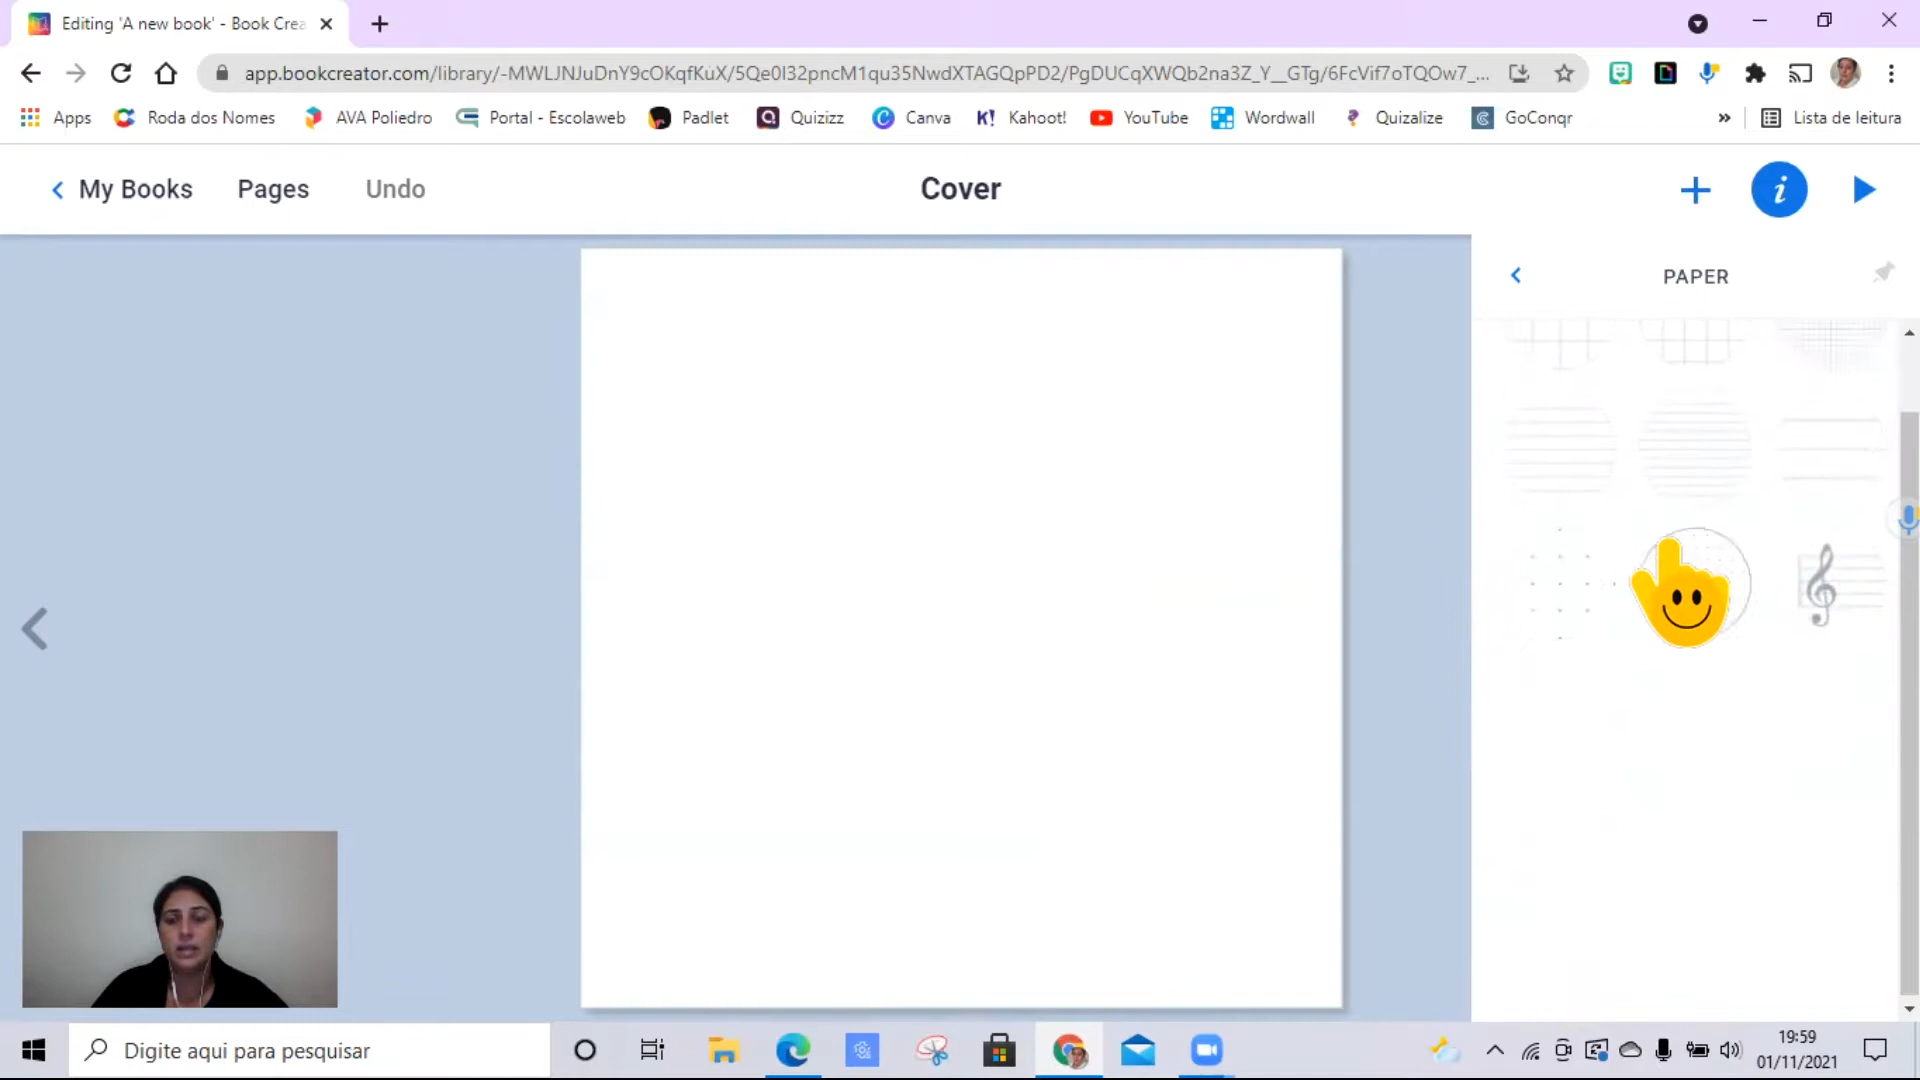 Editing 'A new book' - Book Crea
app.bookcreator.com/library/-MWLJNJuDnY9cOKqfKuX/5Qe0I32pncM1qu35NwdXTAGQpPD2/PgDUCqXWQb2na3Z_Y__GTg/6FcVif7oTQOw7_...
Apps Roda dos Nomes AVA Poliedro Portal - Escolaweb Padlet Quizizz Canva K! Kahoot! YouTube Wordwall Quizalize GoConqr » Lista de leitura
My Books Pages Undo Cover
PAPER
Digite aqui para pesquisar
19:59
01/11/2021